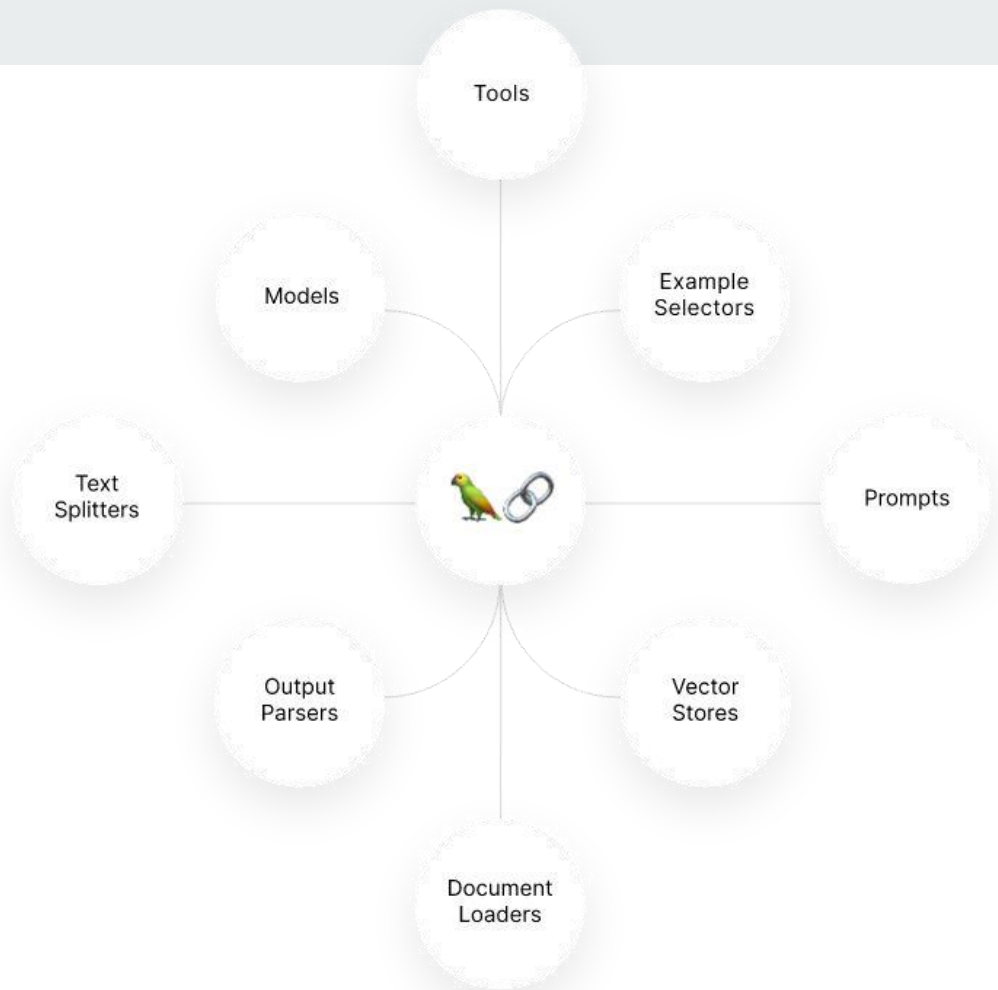 Tools
Models
Example
Selectors
Text
Splitters
Prompts
Output
Parsers
Vector
Stores
Document
Loaders